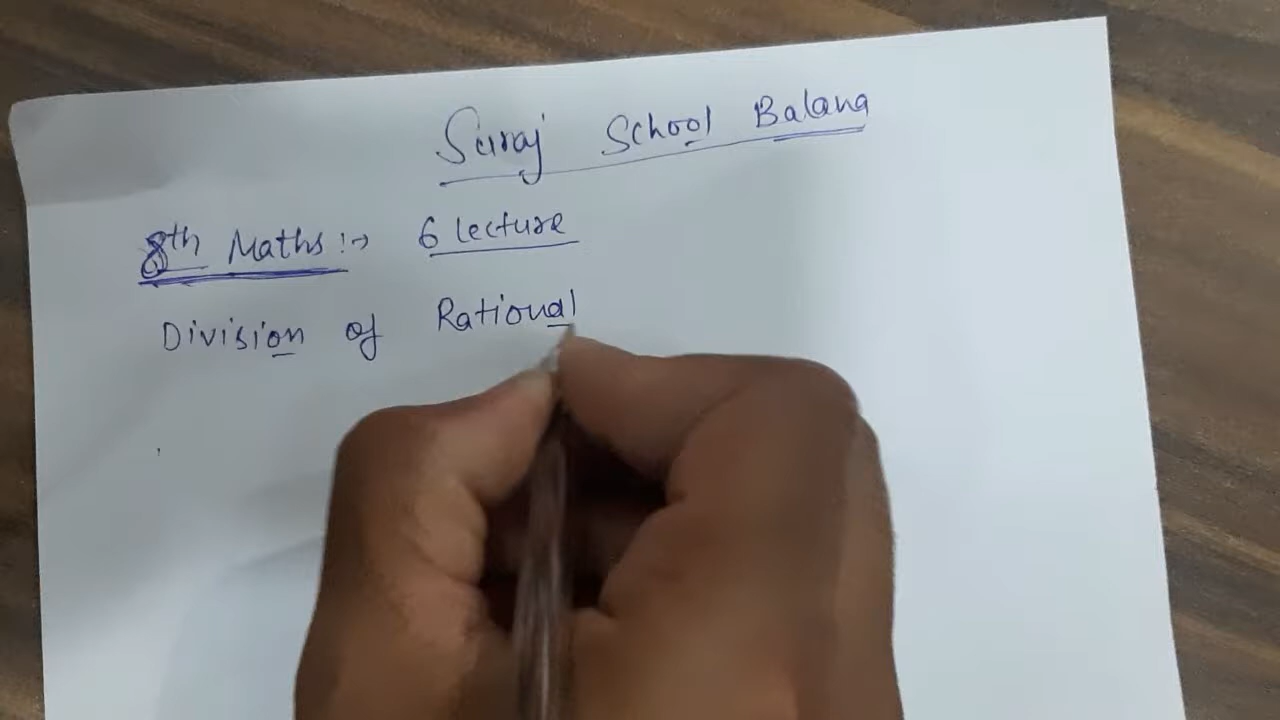 Suraj School Balana
8th Maths :→ 6 lecture
Division of Rational